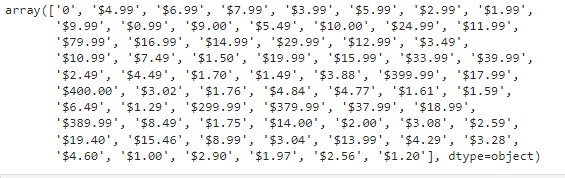 array(['0', '$4.99', '$6.99', '$7.99', '$3.99', '$5.99', '$2.99', '$1.99',
'$9.99', '$0.99', '$9.00', '$5.49', '$10.00', '$24.99', '$11.99',
'$79.99', '$16.99', '$14.99', '$29.99', '$12.99', '$3.49',
'$10.99', '$7.49', '$1.50', '$19.99', '$15.99', '$33.99', '$39.99',
'$2.49', '$4.49', '$1.70', '$1.49', '$3.88', '$399.99', '$17.99',
'$400.00', '$3.02', '$1.76', '$4.84', '$4.77', '$1.61', '$1.59',
'$6.49', '$1.29', '$299.99', '$379.99', '$37.99', '$18.99',
'$389.99', '$8.49', '$1.75', '$14.00', '$2.00', '$3.08', '$2.59',
'$19.40', '$15.46', '$8.99', '$3.04', '$13.99', '$4.29', '$3.28',
'$4.60', '$1.00', '$2.90', '$1.97', '$2.56', '$1.20'], dtype=object)